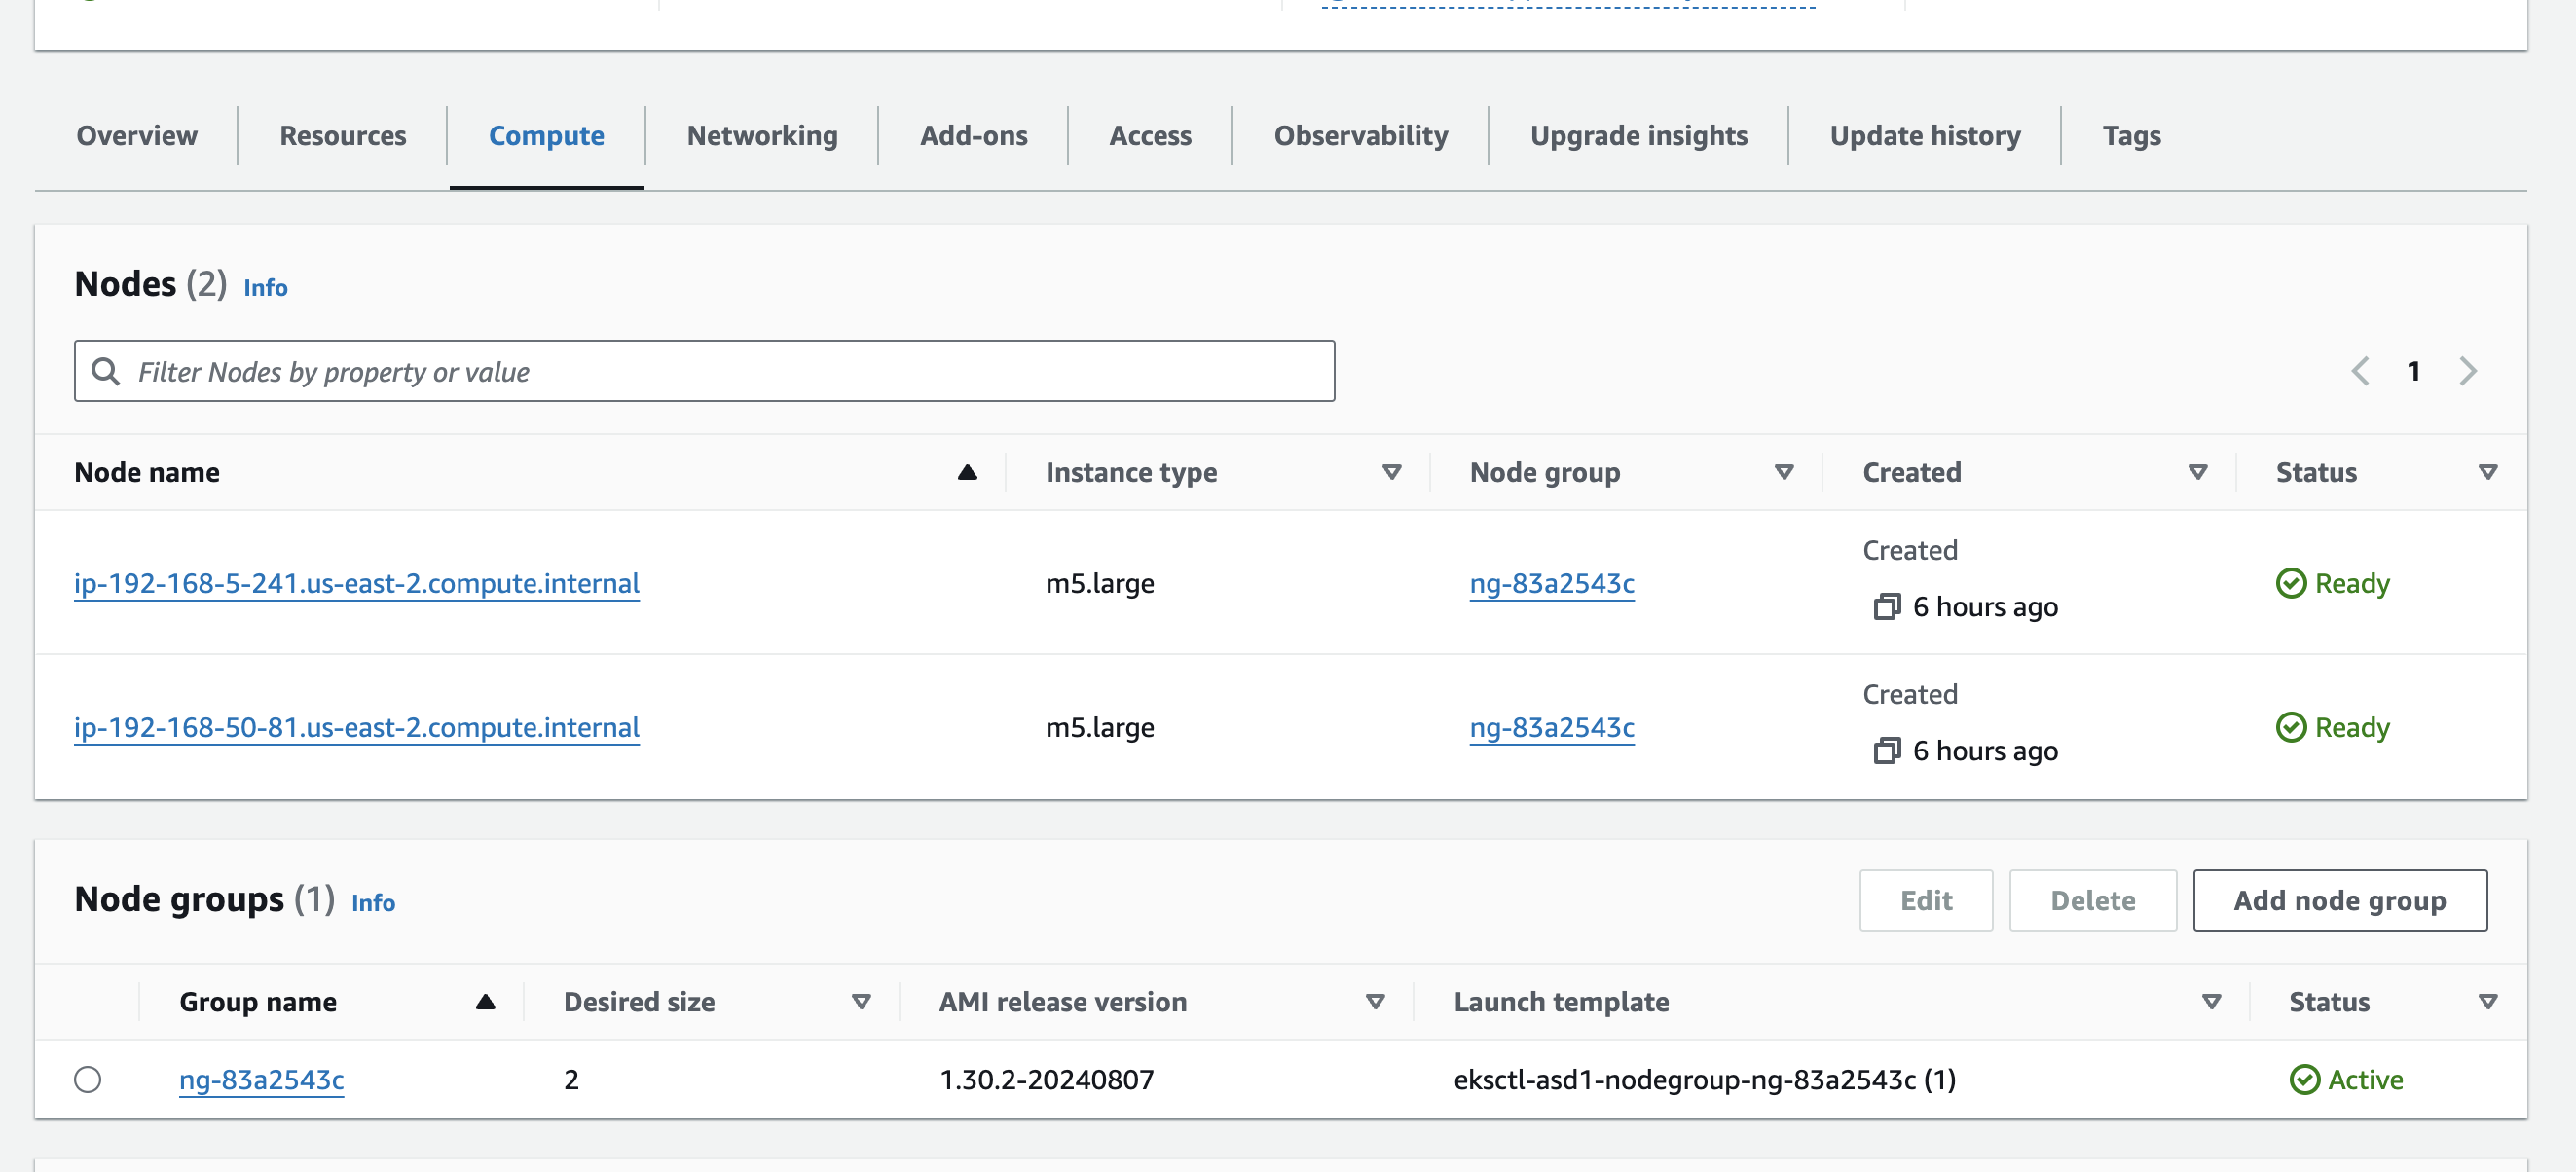 Overview Resources Compute Networking Add-ons Access Observability Upgrade insights Update history Tags
Nodes (2) Info
Filter Nodes by property or value
1
Node name Instance type Node group Created Status
Created
ip-192-168-5-241.us-east-2.compute.internal m5.large ng-83a2543c Ready
6 hours ago
Created
ip-192-168-50-81.us-east-2.compute.internal m5.large ng-83a2543c Ready
6 hours ago
Node groups (1) Info Edit Delete Add node group
Group name Desired size AMI release version Launch template Status
ng-83a2543c 2 1.30.2-20240807 eksctl-asd1-nodegroup-ng-83a2543c (1) Active